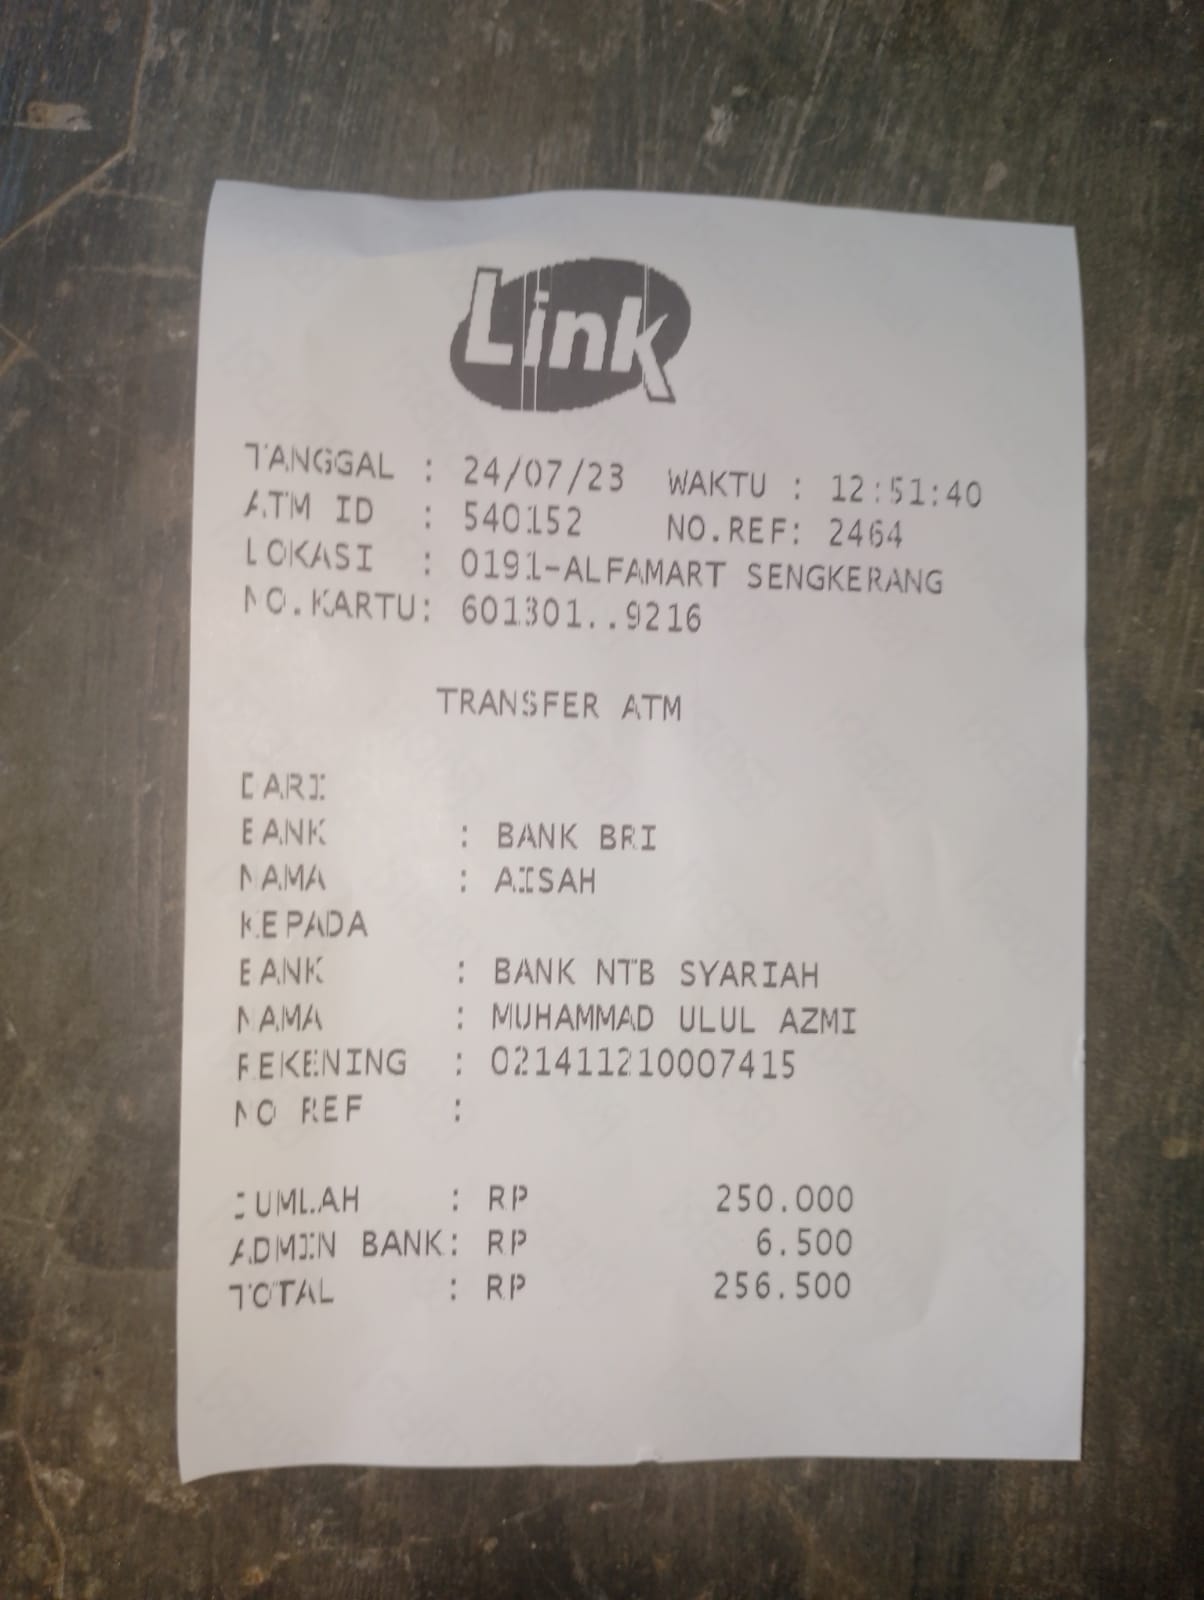 Link
TANGGAL : 24/07/23 WAKTU : 12:51:40
ATM ID : 540152 NO.REF: 2464
LOKASI : 0191-ALFAMART SENGKERANG
NO.KARTU: 601301..9216
TRANSFER ATM
DARI
BANK : BANK BRI
NAMA : AISAH
KEPADA
BANK : BANK NTB SYARIAH
NAMA : MUHAMMAD ULUL AZMI
REKENING : 021411210007415
NO REF :
JUMLAH : RP 250.000
ADMIN BANK: RP 6.500
TOTAL : RP 256.500